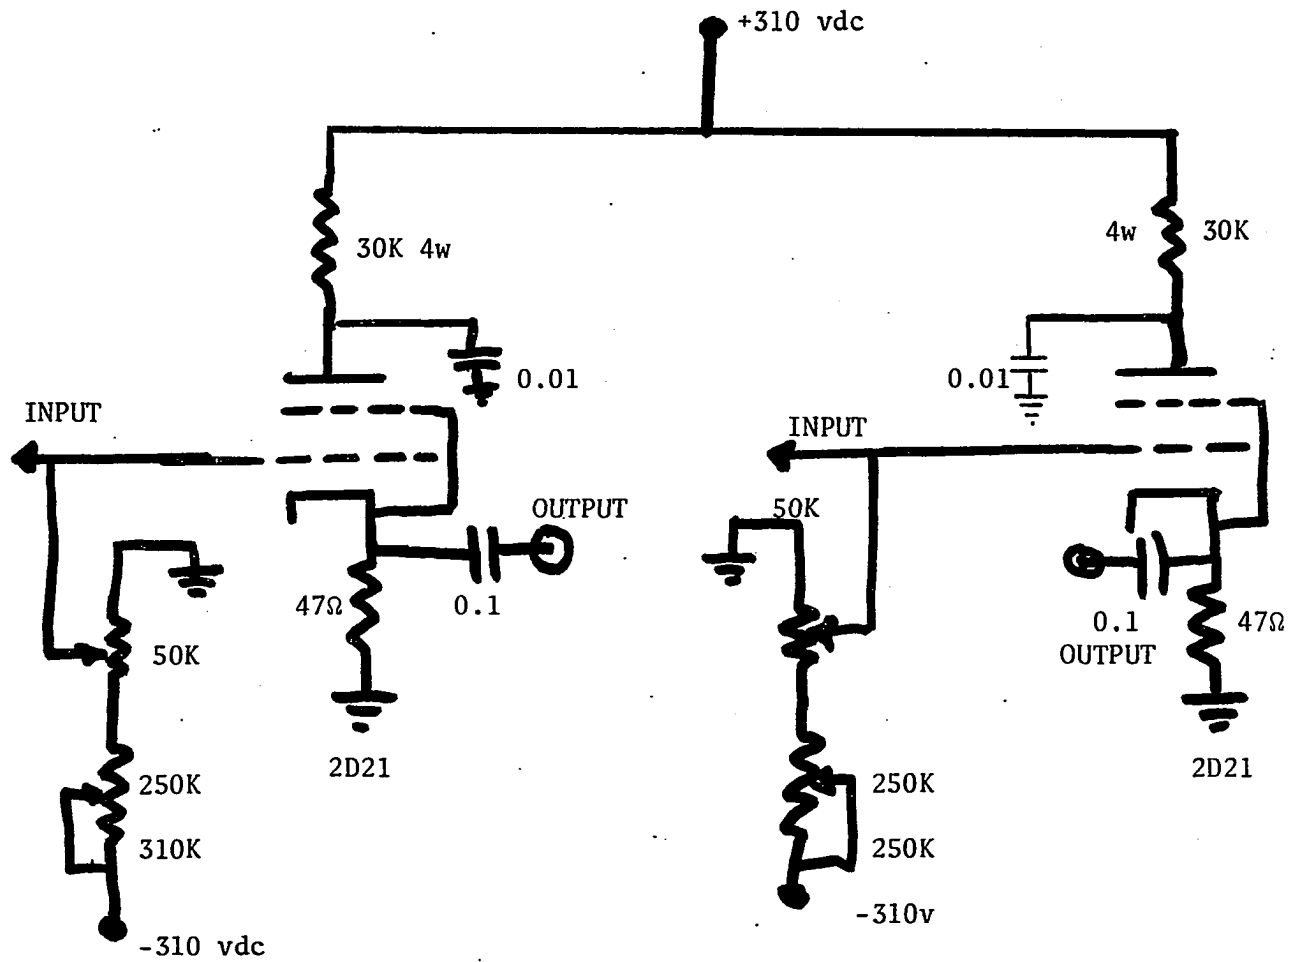 +310 vdc
30K 4w
4w 30K
0.01
0.01
INPUT
INPUT
OUTPUT
50K
47Ω
0.1
0.1
47Ω
OUTPUT
50K
2D21
2D21
250K
250K
310K
250K
-310v
-310 vdc